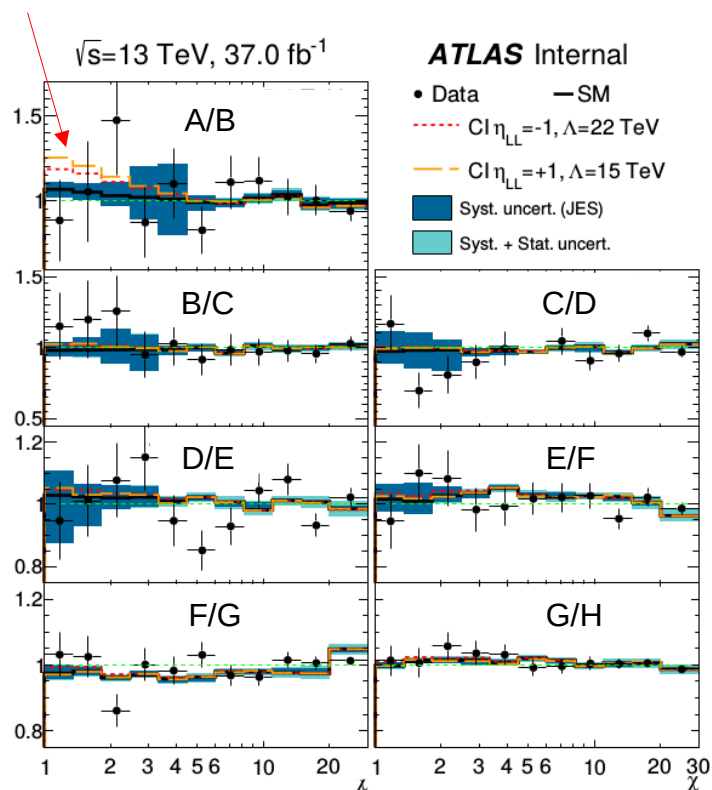 √s=13 TeV, 37.0 fb⁻¹
ATLAS Internal
Data
SM
CI η_LL=-1, Λ=22 TeV
CI η_LL=+1, Λ=15 TeV
Syst. uncert. (JES)
Syst. + Stat. uncert.
A/B
1.5
1
B/C
C/D
1.5
1
0.5
D/E
E/F
1.2
1
0.8
F/G
G/H
1.2
1
0.8
1 2 3 4 5 6 10 20 χ
1 2 3 4 5 6 10 20 30 χ